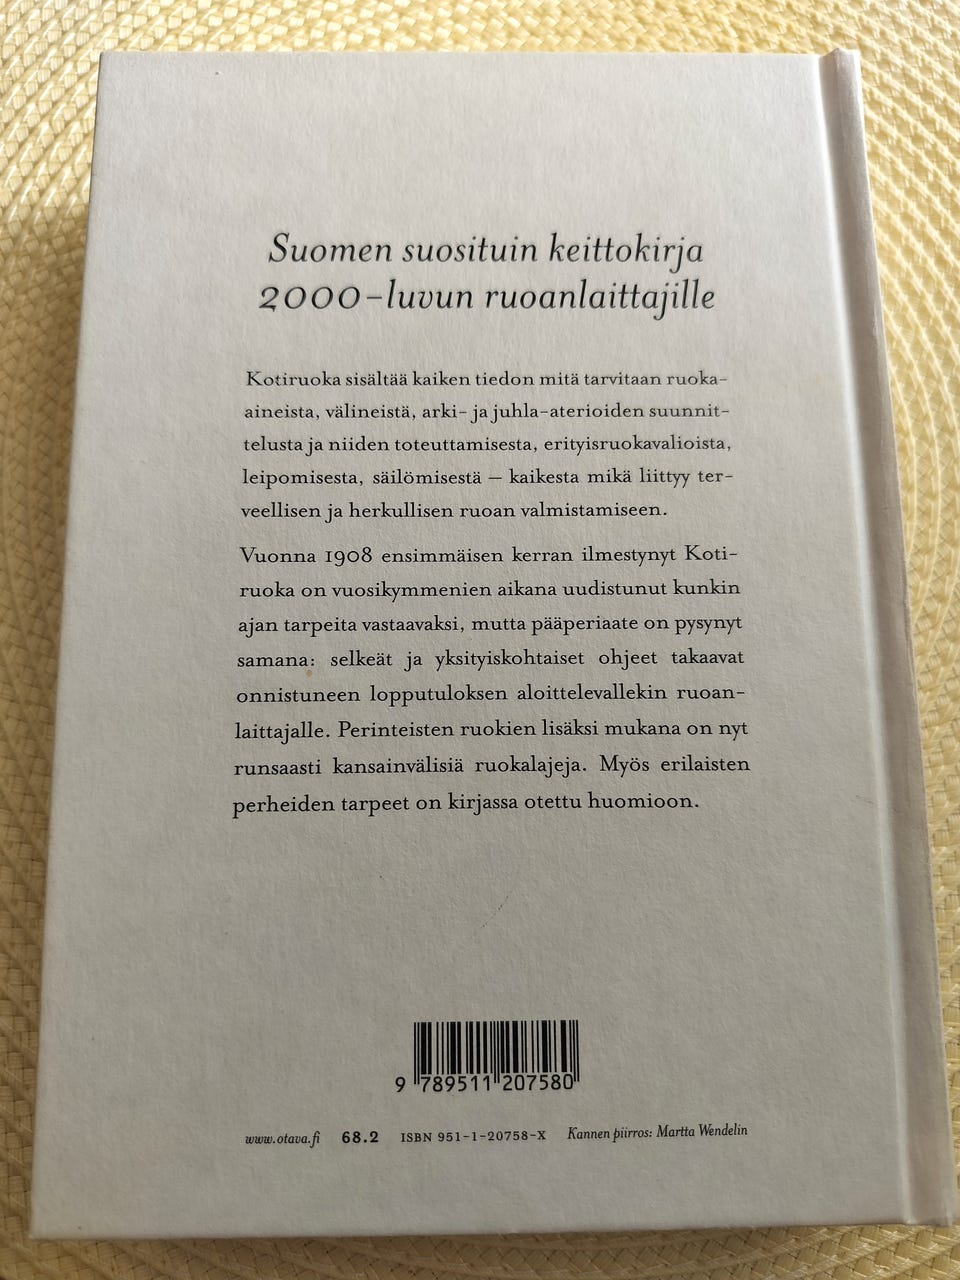 Suomen suosituin keittokirja
2000-luvun ruoanlaittajille
Kotiruoka sisältää kaiken tiedon mitä tarvitaan ruoka-
aineista, välineistä, arki- ja juhla-aterioiden suunnit-
telusta ja niiden toteuttamisesta, erityisruokavalioista,
leipomisesta, säilömisestä – kaikesta mikä liittyy ter-
veellisen ja herkullisen ruoan valmistamiseen.
Vuonna 1908 ensimmäisen kerran ilmestynyt Koti-
ruoka on vuosikymmenien aikana uudistunut kunkin
ajan tarpeita vastaavaksi, mutta pääperiaate on pysynyt
samana: selkeät ja yksityiskohtaiset ohjeet takaavat
onnistuneen lopputuloksen aloittelevallekin ruoan-
laittajalle. Perinteisten ruokien lisäksi mukana on nyt
runsaasti kansainvälisiä ruokalajeja. Myös erilaisten
perheiden tarpeet on kirjassa otettu huomioon.
9 789511 207580
www.otava.fi 68.2 ISBN 951-1-20758-X Kannen piirros: Martta Wendelin